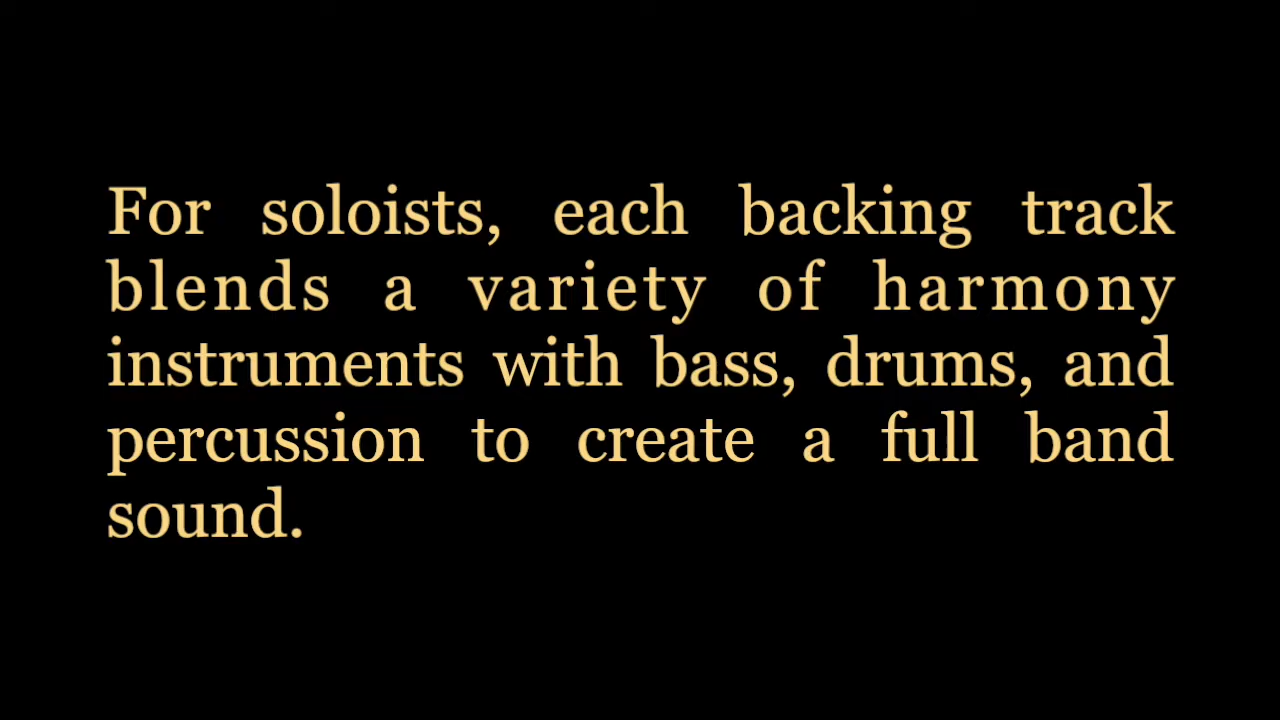 For soloists, each backing track
blends a variety of harmony
instruments with bass, drums, and
percussion to create a full band
sound.